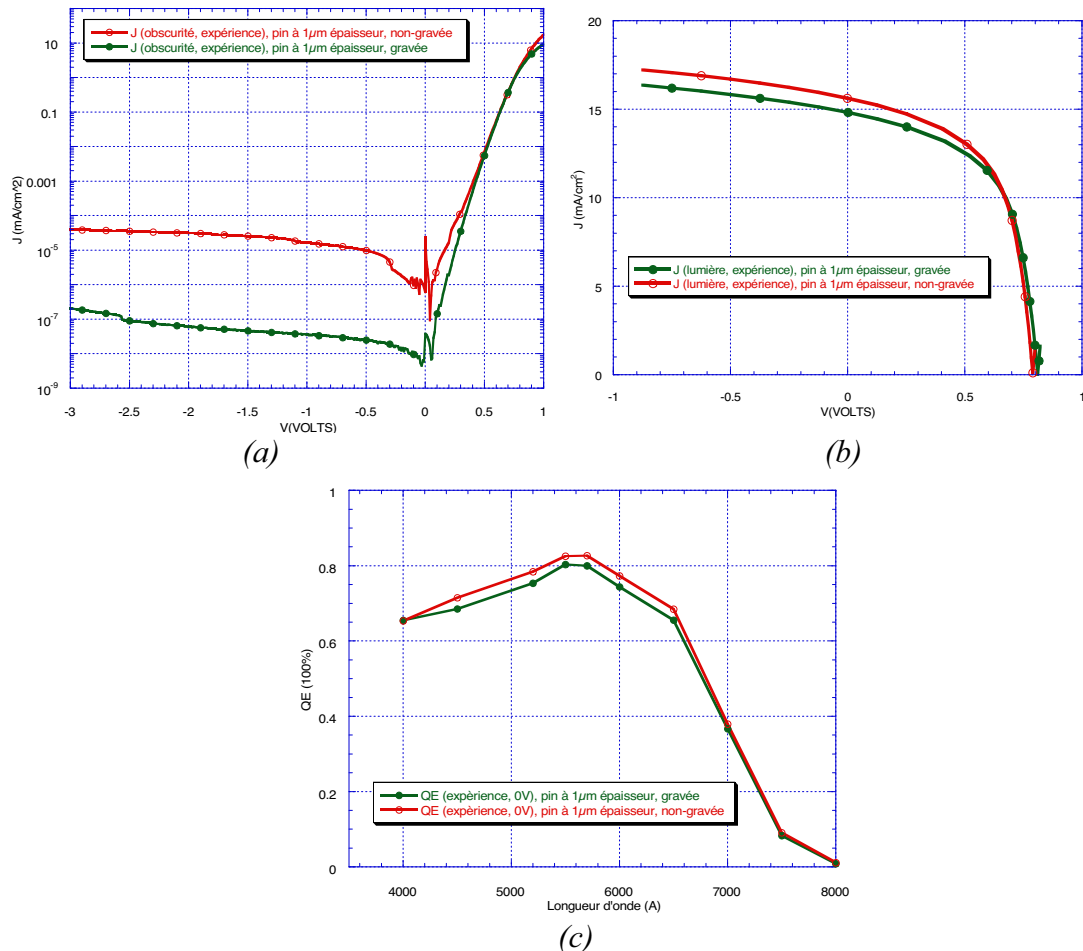 J (obscurité, expérience), pin à 1µm épaisseur, non-gravée
J (obscurité, expérience), pin à 1µm épaisseur, gravée
J (mA/cm^2)
10
0.1
0.001
10-5
10-7
10-9
-3 -2.5 -2 -1.5 -1 -0.5 0 0.5 1
V(VOLTS)
(a)
J (mA/cm2)
20
15
10
5
0
J (lumière, expérience), pin à 1µm épaisseur, gravée
J (lumière, expérience), pin à 1µm épaisseur, non-gravée
-1 -0.5 0 0.5 1
V(VOLTS)
(b)
QE (100%)
1
0.8
0.6
0.4
0.2
0
QE (expèrience, 0V), pin à 1µm épaisseur, gravée
QE (expèrience, 0V), pin à 1µm épaisseur, non-gravée
4000 5000 6000 7000 8000
Longueur d'onde (A)
(c)